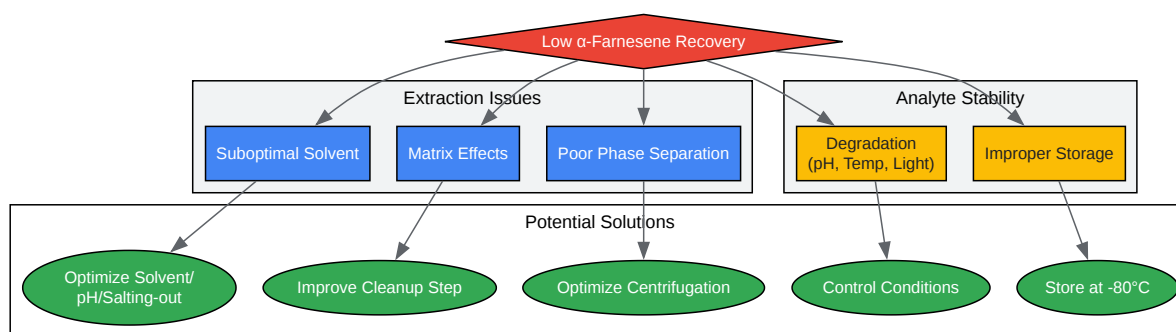 Low α-Farnesene Recovery
Extraction Issues
Analyte Stability
Suboptimal Solvent
Matrix Effects
Poor Phase Separation
Degradation
(pH, Temp, Light)
Improper Storage
Potential Solutions
Optimize Solvent/
pH/Salting-out
Improve Cleanup Step
Optimize Centrifugation
Control Conditions
Store at -80°C